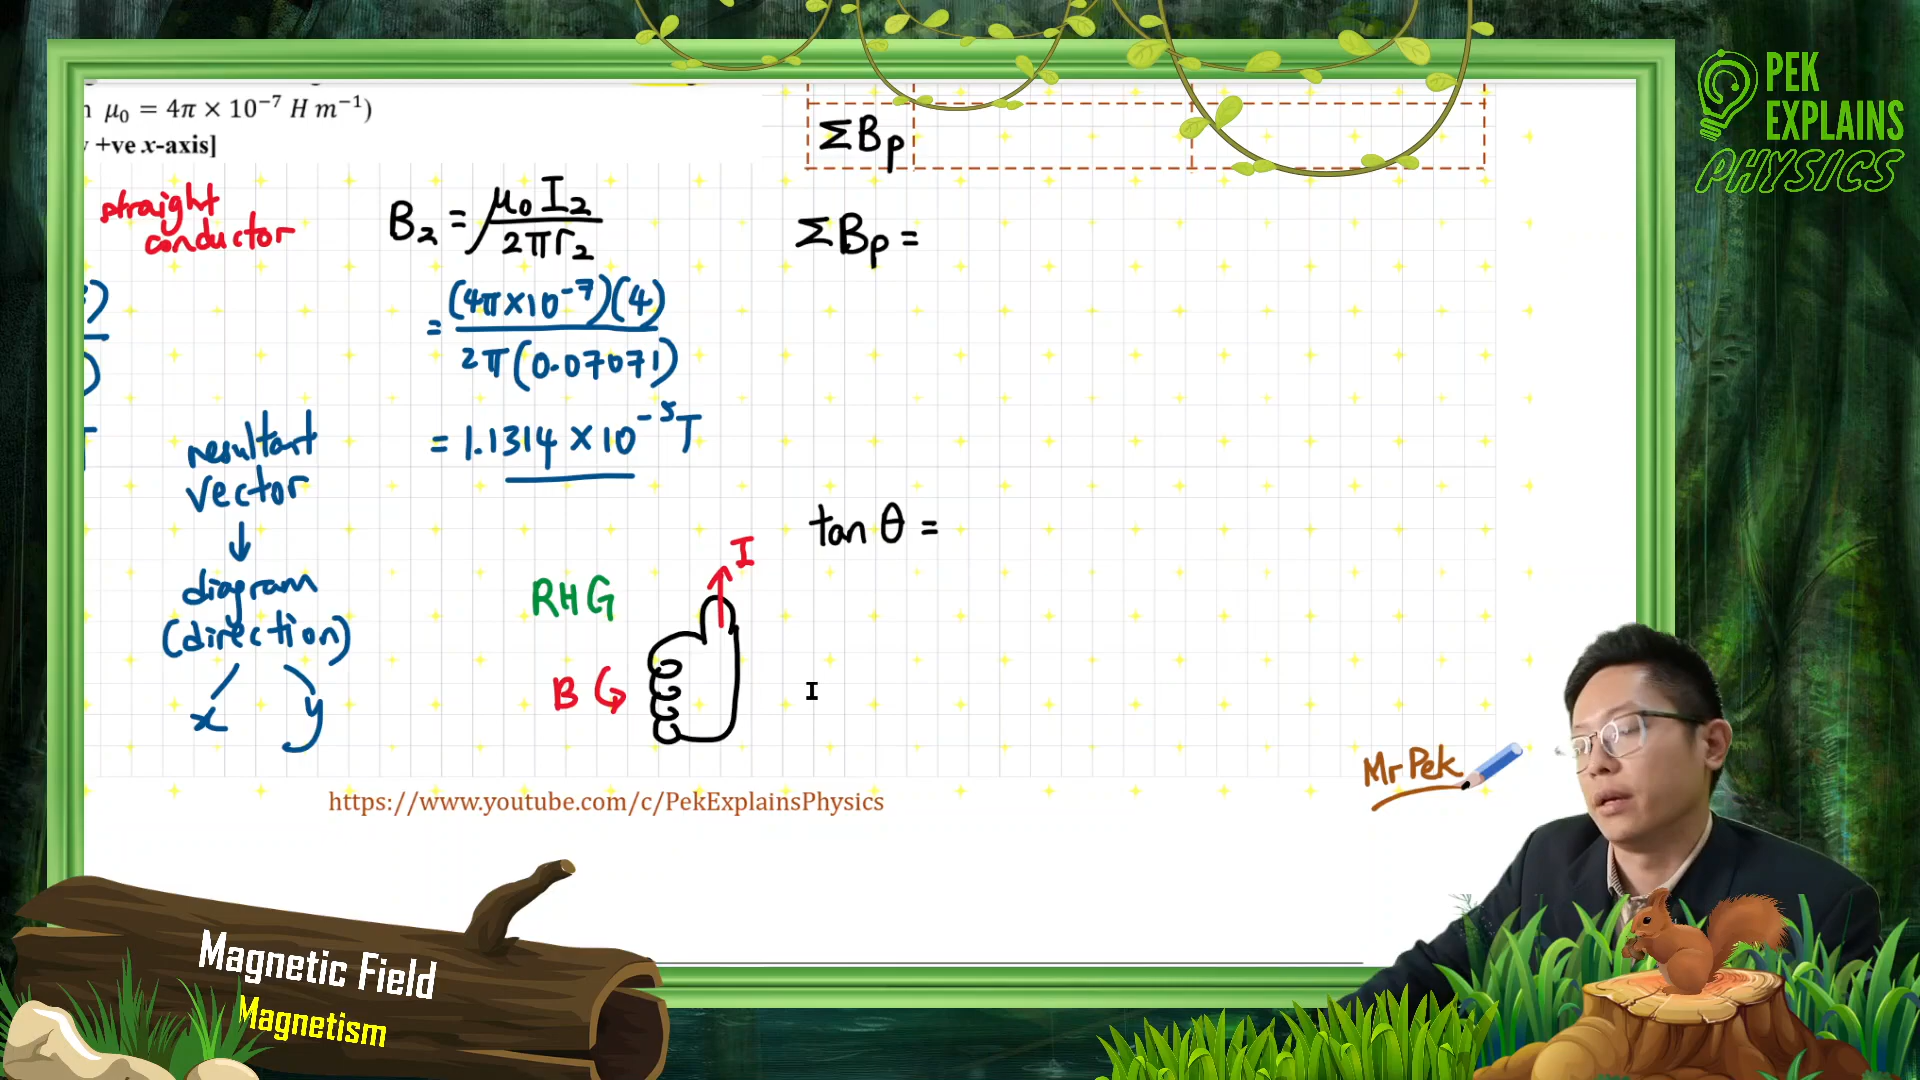 μ₀ = 4π × 10⁻⁷ H m⁻¹)
+ve x-axis]
straight
conductor
B₂ = μ₀ I₂ / 2πr₂
= (4π×10⁻⁷)(4) / 2π(0.07071)
= 1.1314 × 10⁻⁵ T
resultant
vector
↓
diagram
(direction)
x y
RHG
I
B
ΣBp
ΣBp =
tan θ =
Mr Pek
https://www.youtube.com/c/PekExplainsPhysics
Magnetic Field
Magnetism
PEK
EXPLAINS
PHYSICS